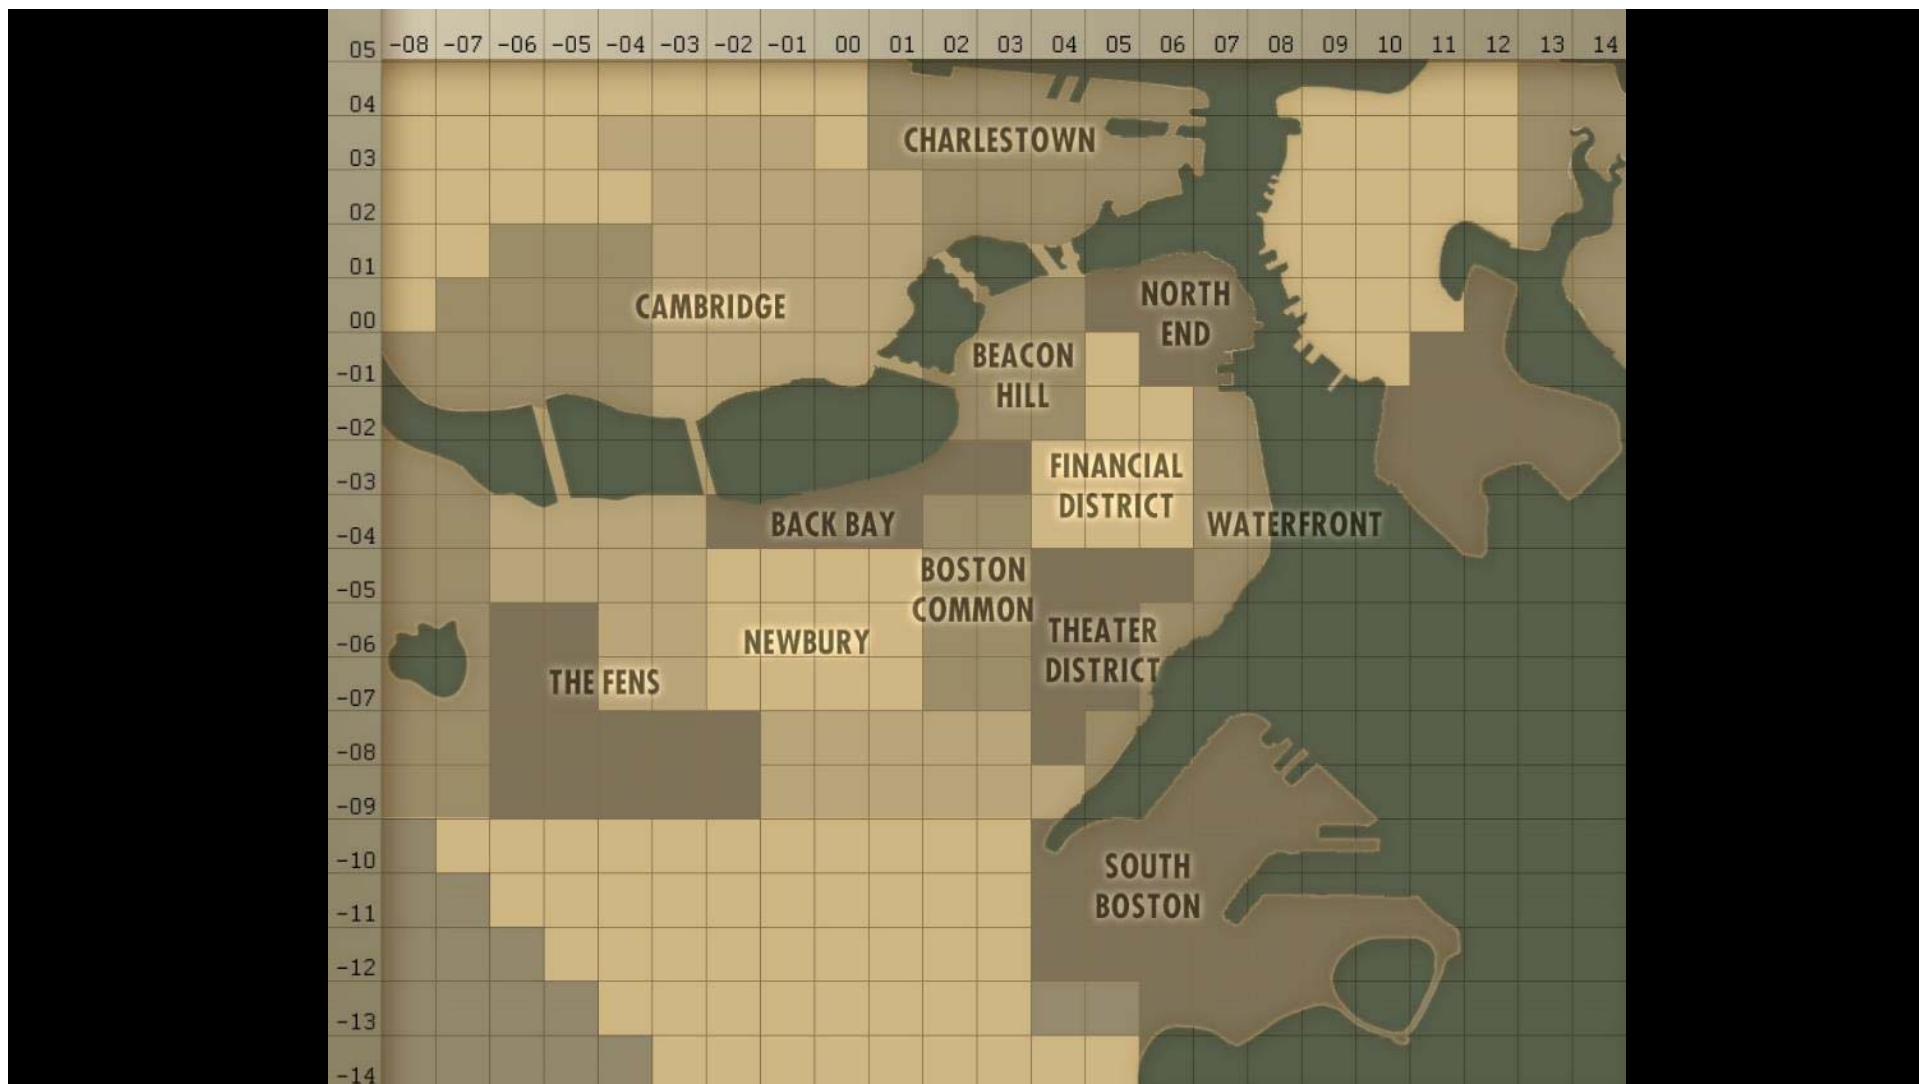 -08 -07 -06 -05 -04 -03 -02 -01 00 01 02 03 04 05 06 07 08 09 10 11 12 13 14
05
04
CHARLESTOWN
03
02
01
NORTH
END
CAMBRIDGE
00
BEACON
HILL
-01
-02
FINANCIAL
DISTRICT
-03
BACK BAY
WATERFRONT
-04
BOSTON
COMMON
-05
THEATER
DISTRICT
NEWBURY
-06
THE FENS
-07
-08
-09
-10
SOUTH
BOSTON
-11
-12
-13
-14